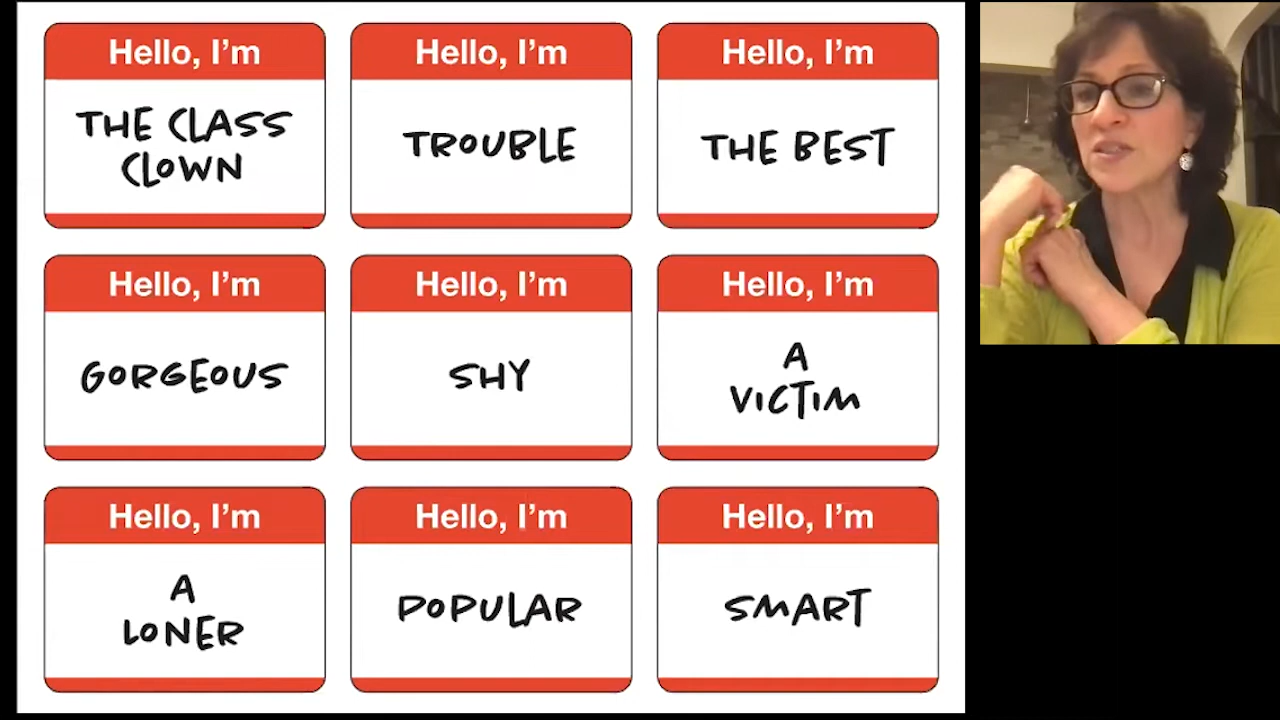 Hello, I’m
THE CLASS
CLOWN
Hello, I’m
TROUBLE
Hello, I’m
THE BEST
Hello, I’m
GORGEOUS
Hello, I’m
SHY
Hello, I’m
A
VICTIM
Hello, I’m
A
LONER
Hello, I’m
POPULAR
Hello, I’m
SMART